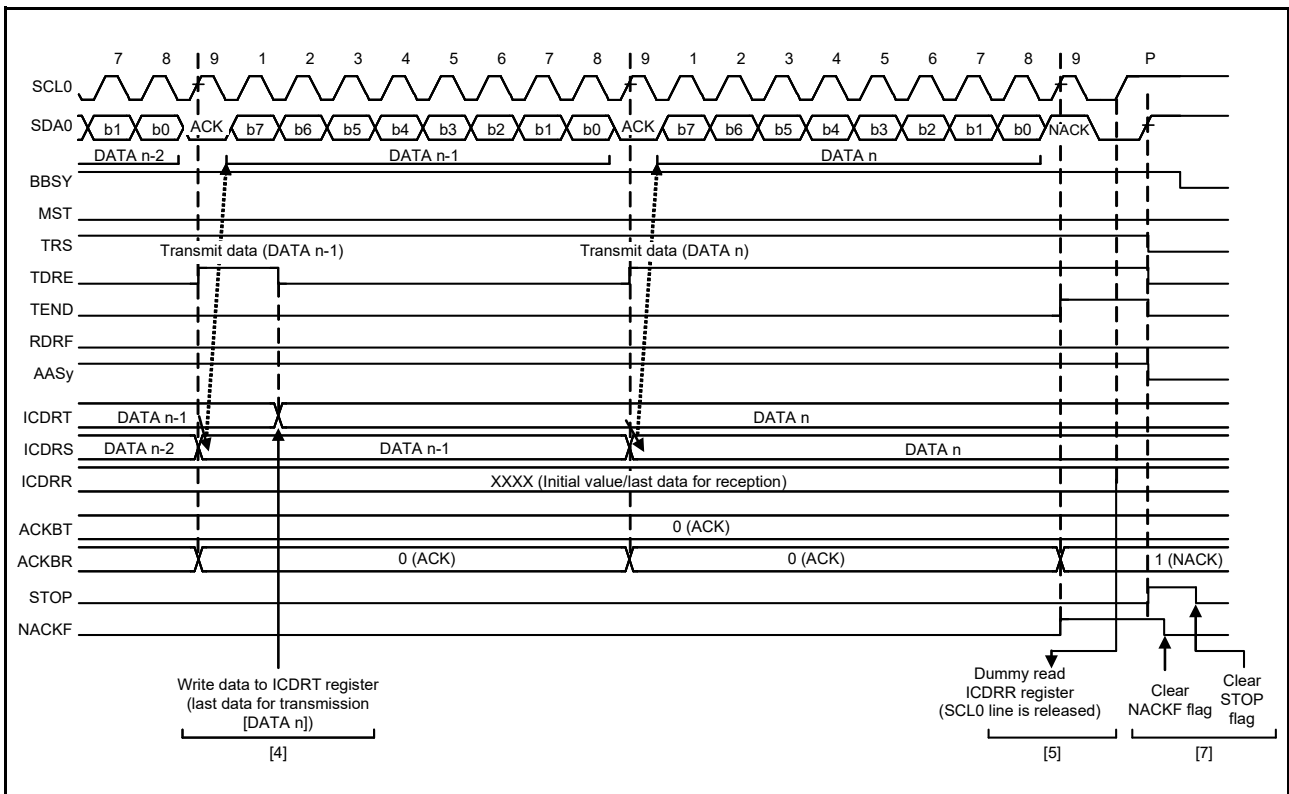 7 8 9 1 2 3 4 5 6 7 8 9 1 2 3 4 5 6 7 8 9 P
SCL0
SDA0 b1 b0 ACK b7 b6 b5 b4 b3 b2 b1 b0 ACK b7 b6 b5 b4 b3 b2 b1 b0 NACK
DATA n-2 DATA n-1 DATA n
BBSY
MST
TRS
Transmit data (DATA n-1) Transmit data (DATA n)
TDRE
TEND
RDRF
AASy
ICDRT DATA n-1 DATA n
ICDRS DATA n-2 DATA n-1 DATA n
ICDRR XXXX (Initial value/last data for reception)
ACKBT 0 (ACK)
ACKBR 0 (ACK) 0 (ACK) 1 (NACK)
STOP
NACKF
Write data to ICDRT register
(last data for transmission
[DATA n])
[4]
Dummy read
ICDRR register
(SCL0 line is released)
[5]
Clear
NACKF flag
Clear
STOP
flag
[7]